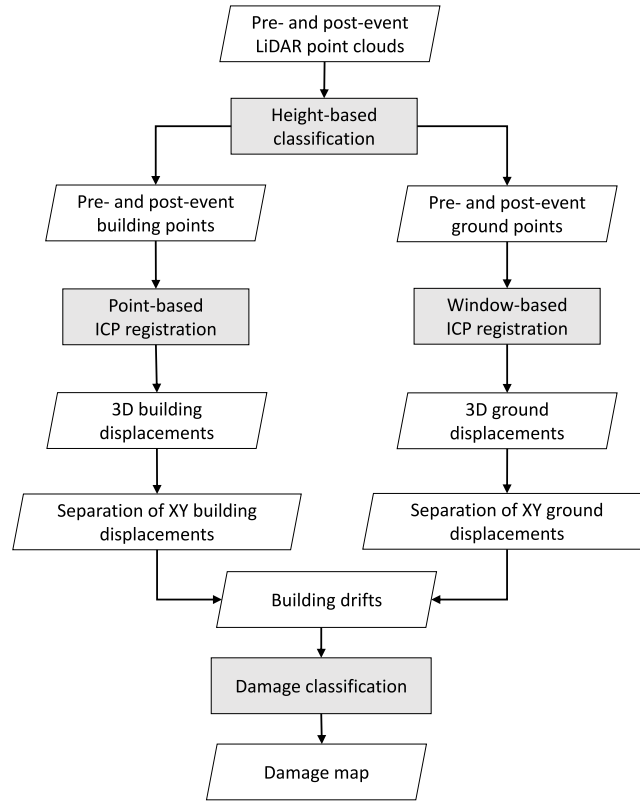 Pre- and post-event
LiDAR point clouds
Height-based
classification
Pre- and post-event
building points
Pre- and post-event
ground points
Point-based
ICP registration
Window-based
ICP registration
3D building
displacements
3D ground
displacements
Separation of XY building
displacements
Separation of XY ground
displacements
Building drifts
Damage classification
Damage map